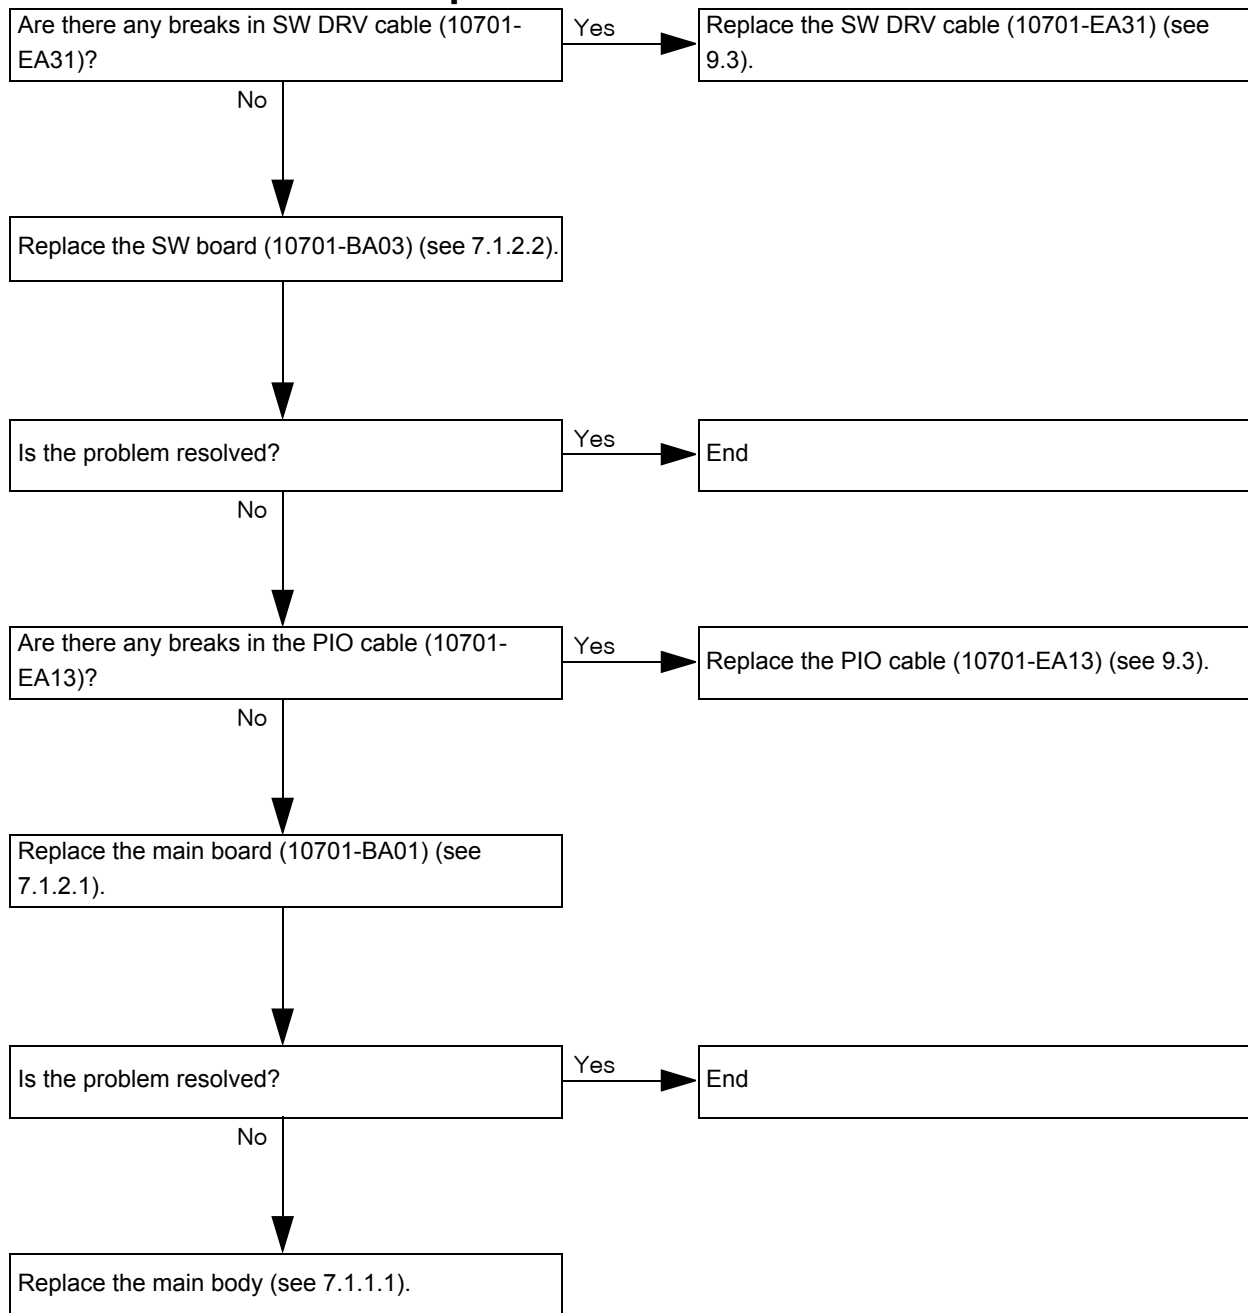 Are there any breaks in SW DRV cable (10701-
EA31)?
Yes
Replace the SW DRV cable (10701-EA31) (see
9.3).
No
Replace the SW board (10701-BA03) (see 7.1.2.2).
Is the problem resolved?
Yes
End
No
Are there any breaks in the PIO cable (10701-
EA13)?
Yes
Replace the PIO cable (10701-EA13) (see 9.3).
No
Replace the main board (10701-BA01) (see
7.1.2.1).
Is the problem resolved?
Yes
End
No
Replace the main body (see 7.1.1.1).